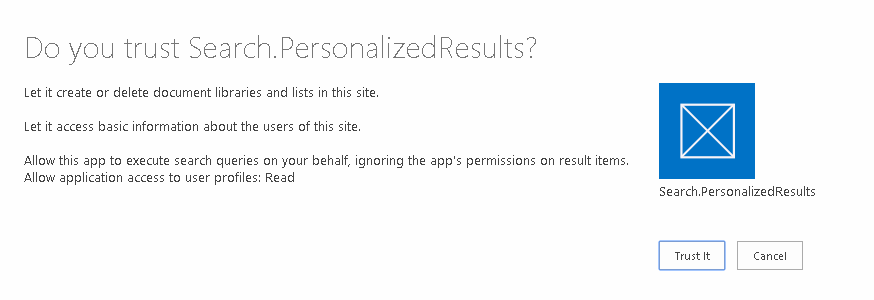 Do you trust Search.PersonalizedResults?
Let it create or delete document libraries and lists in this site.
Let it access basic information about the users of this site.
Allow this app to execute search queries on your behalf, ignoring the app's permissions on result items.
Allow application access to user profiles: Read
Search.PersonalizedResults
Trust It
Cancel